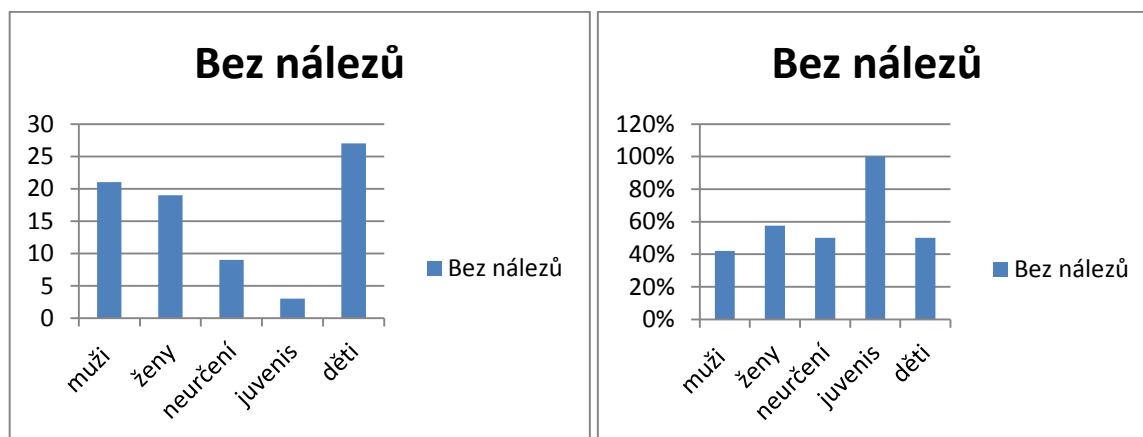 Bez nálezů
30
25
20
15
10
5
0
muži
ženy
neurčení
juvenis
děti
Bez nálezů
Bez nálezů
120%
100%
80%
60%
40%
20%
0%
muži
ženy
neurčení
juvenis
děti
Bez nálezů